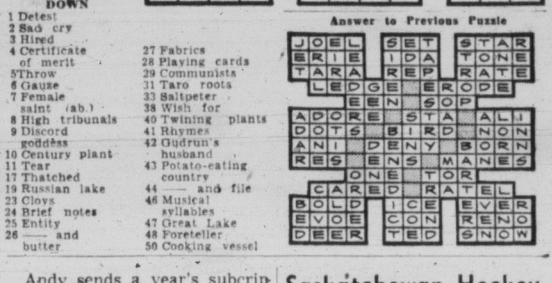 DOWN
1 Detest
2 Sad cry
3 Hired
4 Certificate
of merit
5Throw
6 Gauze
7 Female
saint (ab.)
8 High tribunals
9 Discord
goddess
10 Century plant
11 Tear
17 Thatched
19 Russian lake
23 Cloys
24 Brief notes
25 Entity
26 — and
butter
27 Fabrics
28 Playing cards
29 Communists
31 Taro roots
33 Saltpeter
38 Wish for
40 Twining plants
41 Rhymes
42 Gudrun's
husband
43 Potato-eating
country
44 — and file
46 Musical
syllables
47 Great Lake
48 Foreteller
50 Cooking vessel
Answer to Previous Puzzle
JOEL SET STAR
ERIE IDA TONE
TARA REP RATE
LEDGE ERODE
EEN SOP
ADORE STA ALI
DOTS BIRD NON
ANI DENY BORN
RES ENS MANES
ONE TOR
CARED RATEL
BOLD ICE EVER
EVOE CON RENO
DEER TED SNOW
Andy sends a year's subcrip
Saskatchewan Hockey